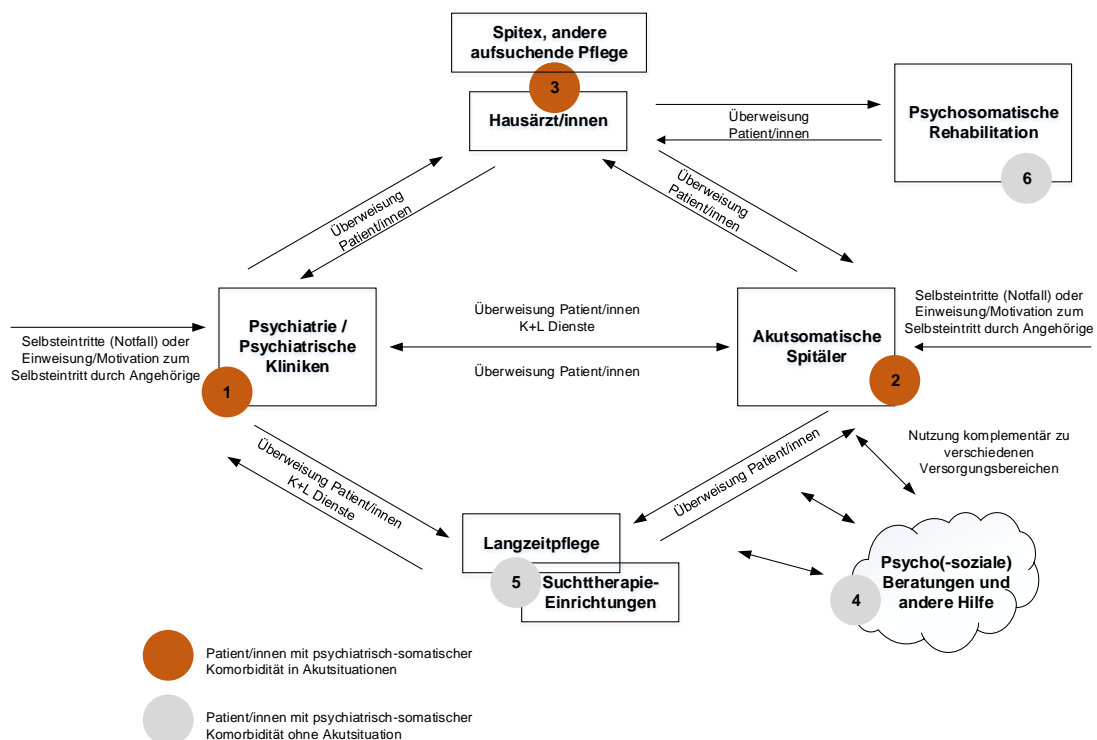 Spitex, andere
aufsuchende Pflege
3
Hausärzt/innen
Überweisung
Patient/innen
Psychosomatische
Rehabilitation
6
Überweisung
Patient/innen
Überweisung
Patient/innen
Selbsteintritte (Notfall) oder
Einweisung/Motivation zum
Selbsteintritt durch Angehörige
Psychiatrie /
Psychiatrische
Kliniken
1
Überweisung Patient/innen
K+L Dienste
Überweisung Patient/innen
Akutsomatische
Spitäler
2
Selbsteintritte (Notfall) oder
Einweisung/Motivation zum
Selbsteintritt durch Angehörige
Überweisung Patient/innen
K+L Dienste
Überweisung Patient/innen
Nutzung komplementär zu
verschiedenen
Versorgungsbereichen
Langzeitpflege
5
Suchttherapie-
Einrichtungen
Psycho(-soziale)
Beratungen und
andere Hilfe
4
Patient/innen mit psychiatrisch-somatischer
Komorbidität in Akutsituationen
Patient/innen mit psychiatrisch-somatischer
Komorbidität ohne Akutsituation